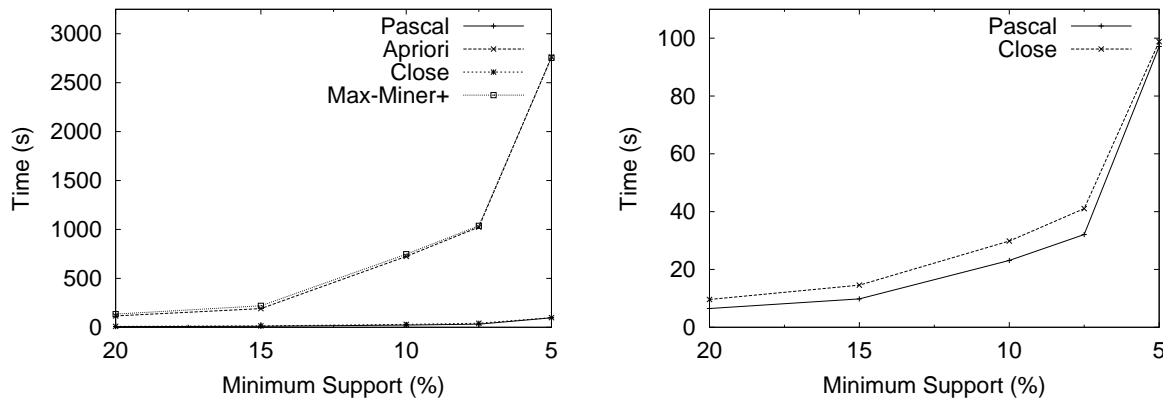 3000
2500
2000
1500
1000
500
0
Time (s)
Pascal
Apriori
Close
Max-Miner+
20 15 10 5
Minimum Support (%)
100
80
60
40
20
0
Time (s)
Pascal
Close
20 15 10 5
Minimum Support (%)